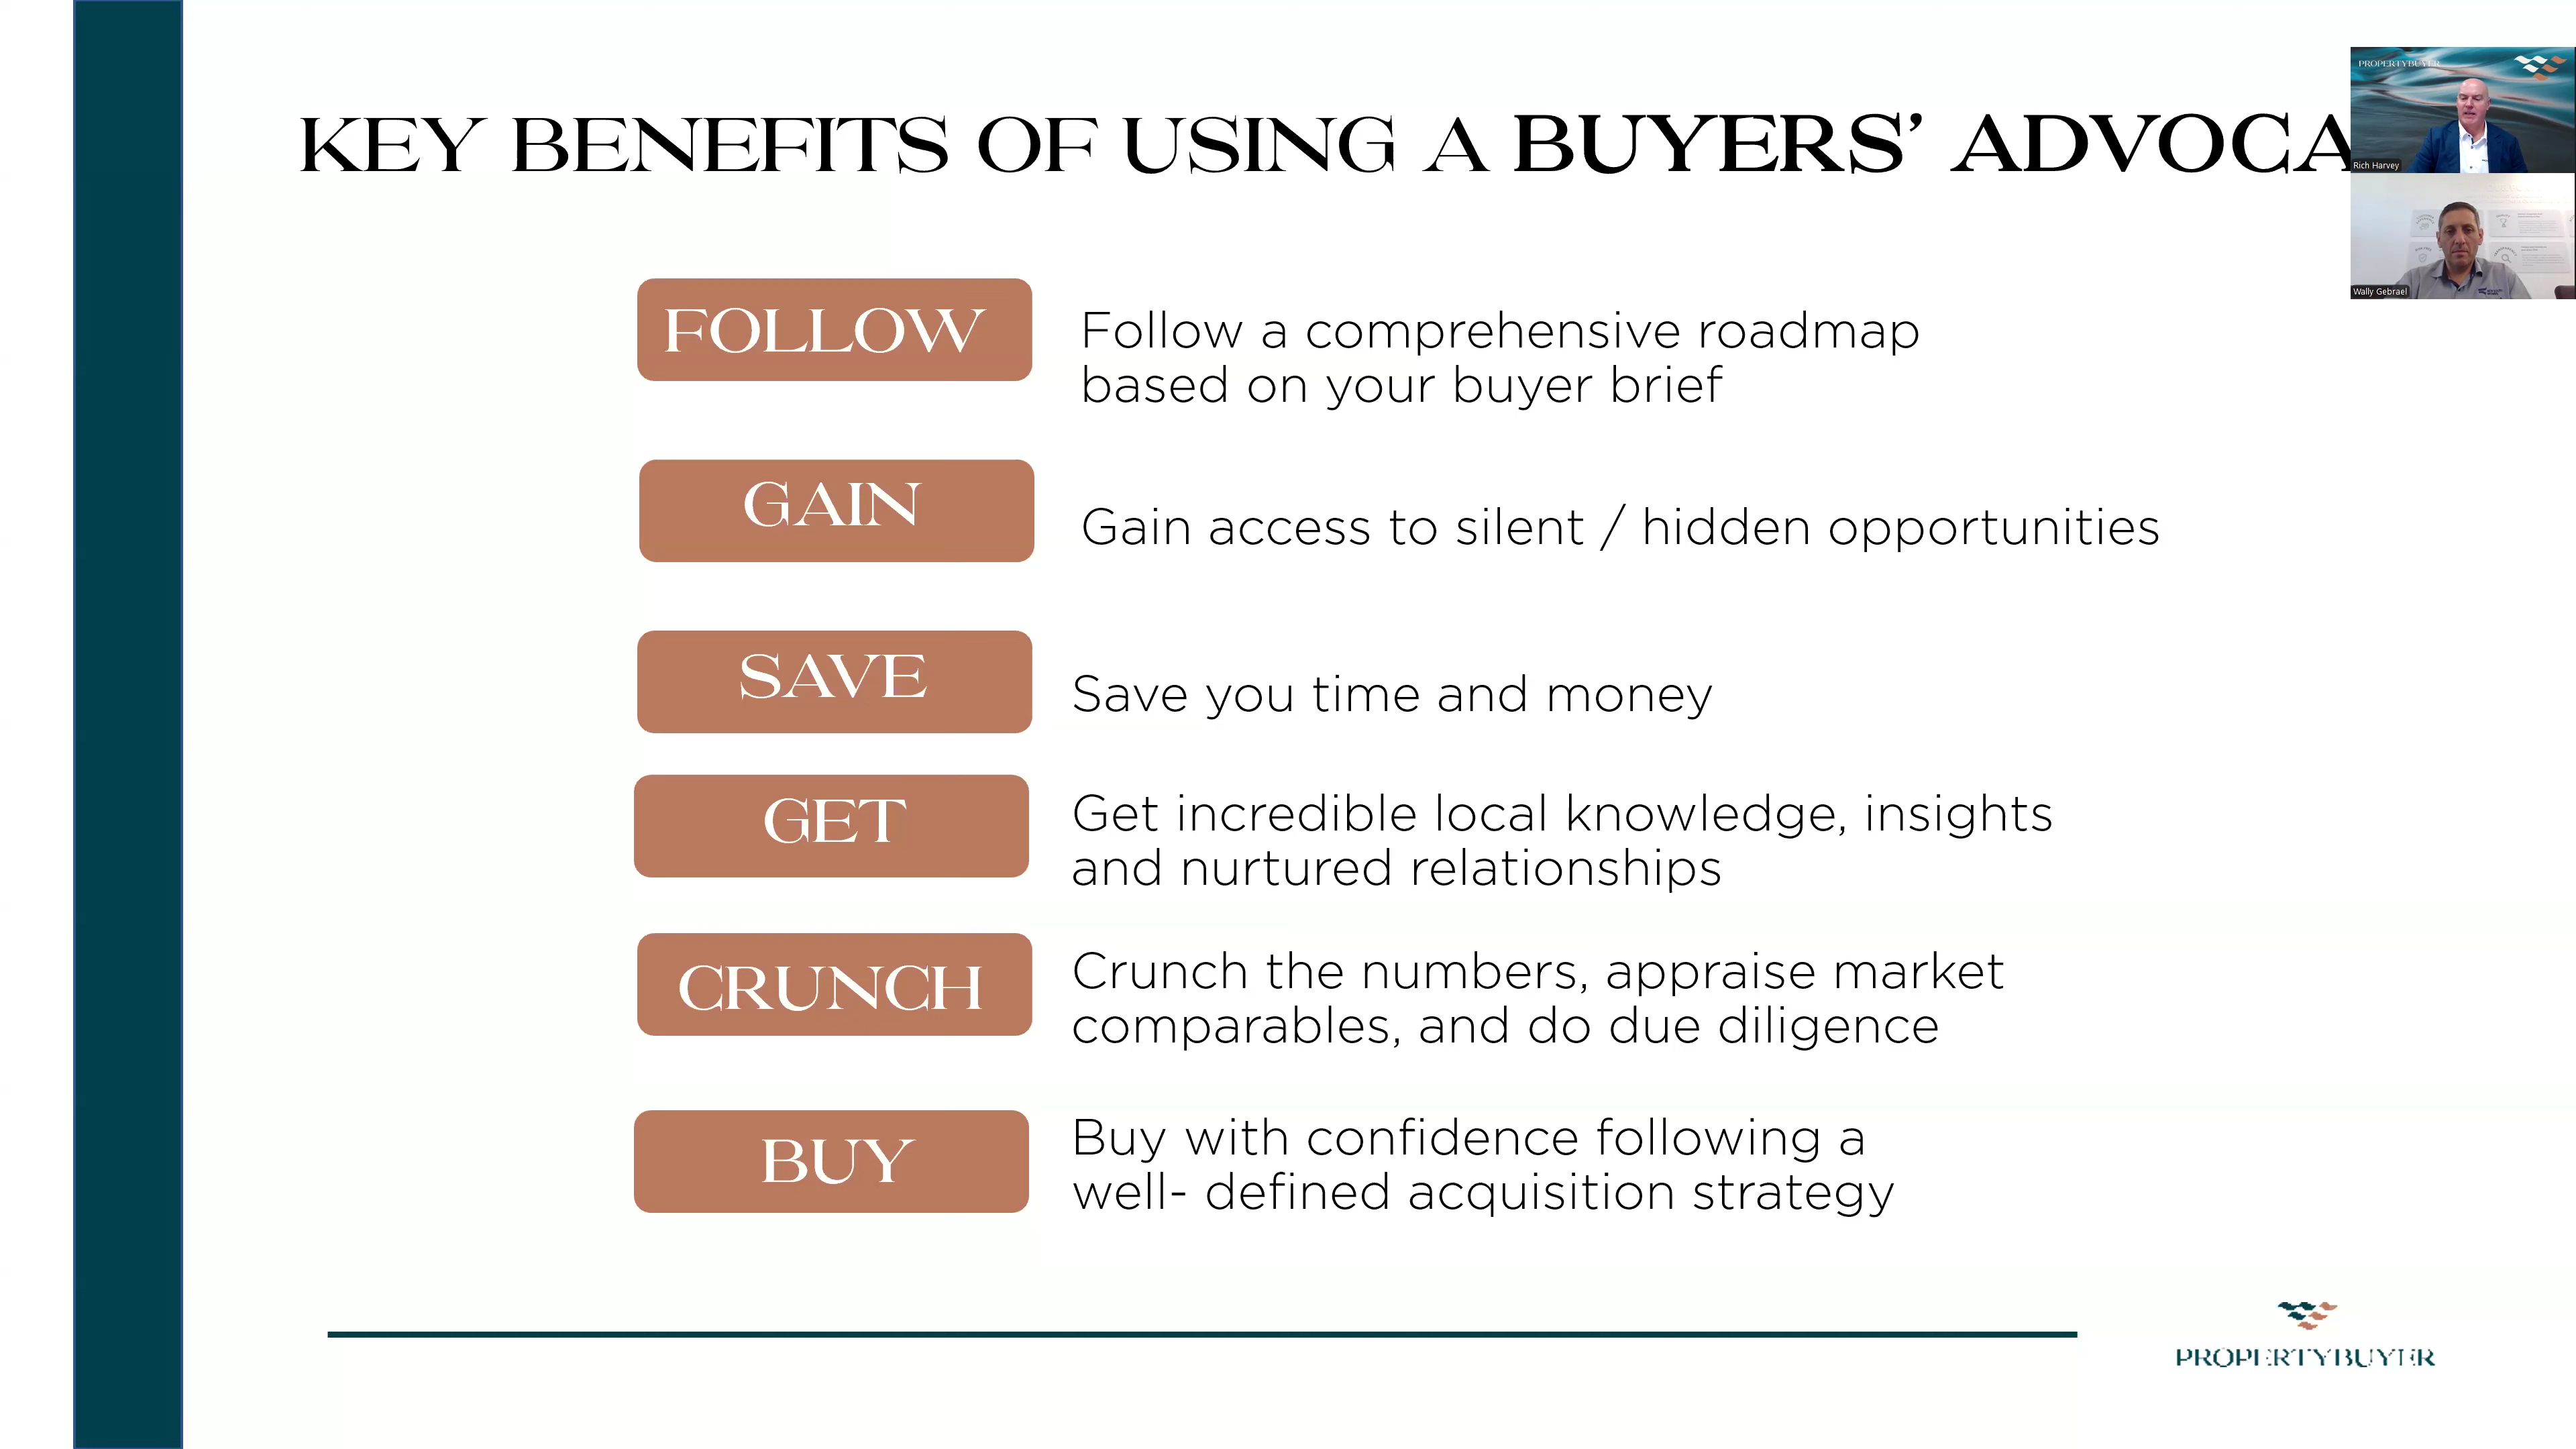 KEY BENEFITS OF USING A BUYERS’ ADVOCA
PROPERTYBUYER
Rich Harvey
Wally Gebrael
FOLLOW
Follow a comprehensive roadmap
based on your buyer brief
GAIN
Gain access to silent / hidden opportunities
SAVE
Save you time and money
GET
Get incredible local knowledge, insights
and nurtured relationships
CRUNCH
Crunch the numbers, appraise market
comparables, and do due diligence
BUY
Buy with confidence following a
well- defined acquisition strategy
PROPERTYBUYER